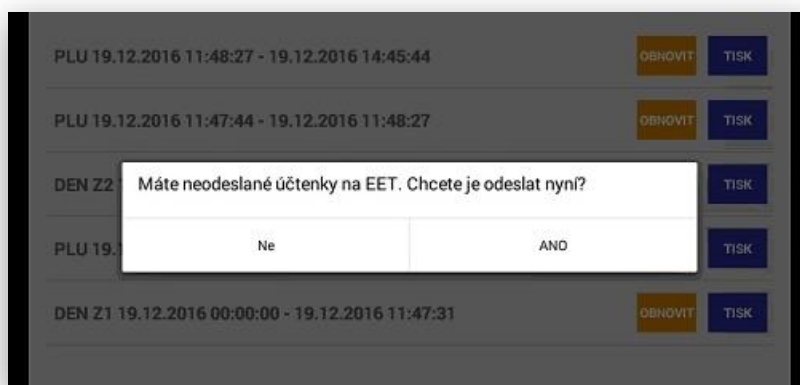 PLU 19.12.2016 11:48:27 - 19.12.2016 14:45:44 OBNOVIT TISK
PLU 19.12.2016 11:47:44 - 19.12.2016 11:48:27 OBNOVIT TISK
DEN Z2 TISK
Máte neodeslané účtenky na EET. Chcete je odeslat nyní?
Ne ANO
PLU 19. TISK
DEN Z1 19.12.2016 00:00:00 - 19.12.2016 11:47:31 OBNOVIT TISK